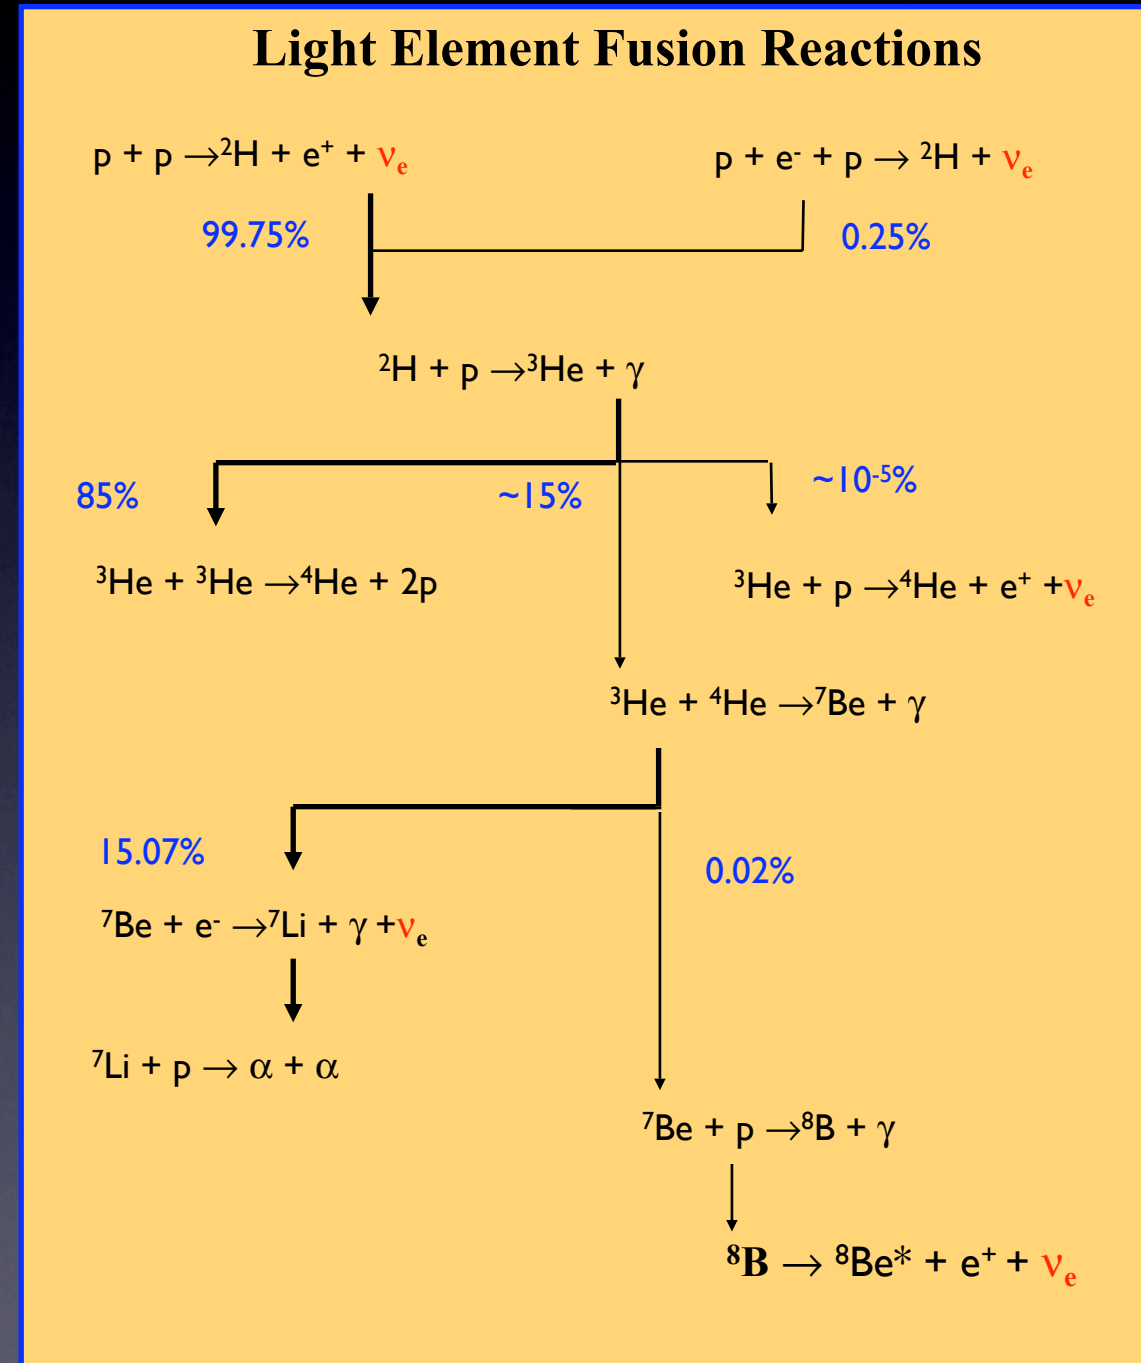 Light Element Fusion Reactions
p + p →²H + e⁺ + νₑ
p + e⁻ + p → ²H + νₑ
99.75%
0.25%
²H + p →³He + γ
85%
~15%
~10⁻⁵%
³He + ³He →⁴He + 2p
³He + p →⁴He + e⁺ +νₑ
³He + ⁴He →⁷Be + γ
15.07%
0.02%
⁷Be + e⁻ →⁷Li + γ +νₑ
⁷Li + p → α + α
⁷Be + p →⁸B + γ
⁸B → ⁸Be* + e⁺ + νₑ